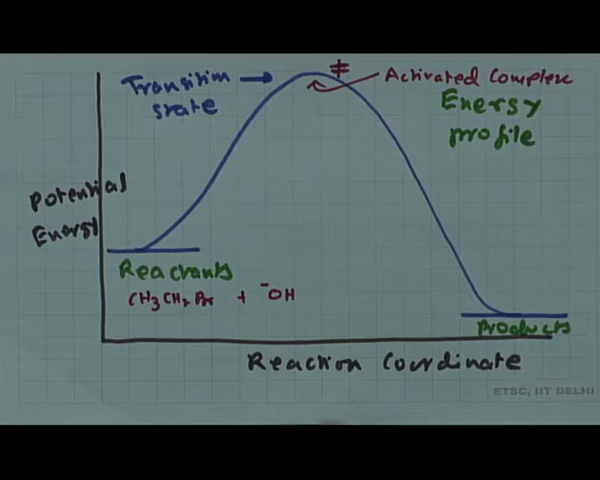 Transition
state
≠
Activated Complex
Energy
profile
Potential
Energy
Reactants
CH3CH2Br + -OH
Products
Reaction Coordinate
ETSC, IIT DELHI